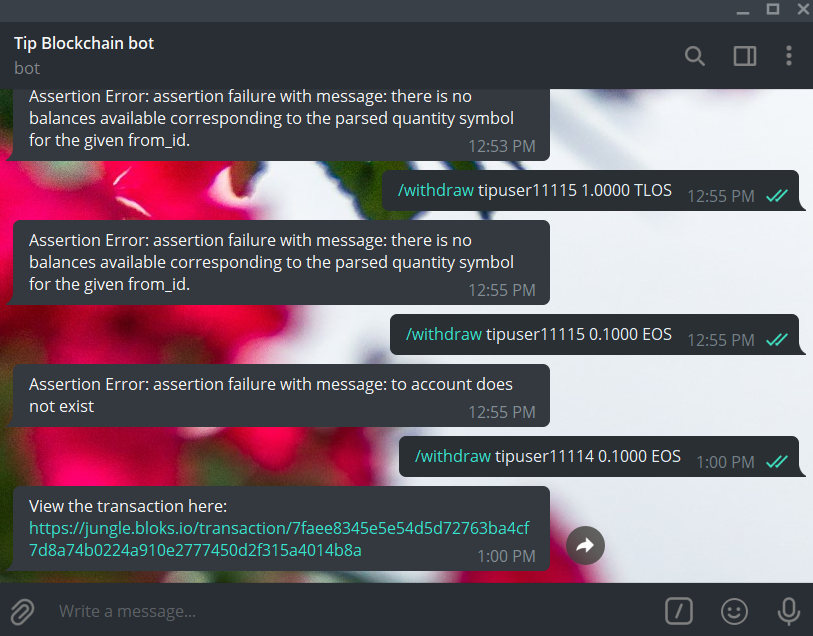 Tip Blockchain bot
bot
Assertion Error: assertion failure with message: there is no
balances available corresponding to the parsed quantity symbol
for the given from_id.
12:53 PM
/withdraw tipuser11115 1.0000 TLOS 12:55 PM
Assertion Error: assertion failure with message: there is no
balances available corresponding to the parsed quantity symbol
for the given from_id.
12:55 PM
/withdraw tipuser11115 0.1000 EOS 12:55 PM
Assertion Error: assertion failure with message: to account does
not exist
12:55 PM
/withdraw tipuser11114 0.1000 EOS 1:00 PM
View the transaction here:
https://jungle.bloks.io/transaction/7faee8345e5e54d5d72763ba4cf
7d8a74b0224a910e2777450d2f315a4014b8a
1:00 PM
Write a message...